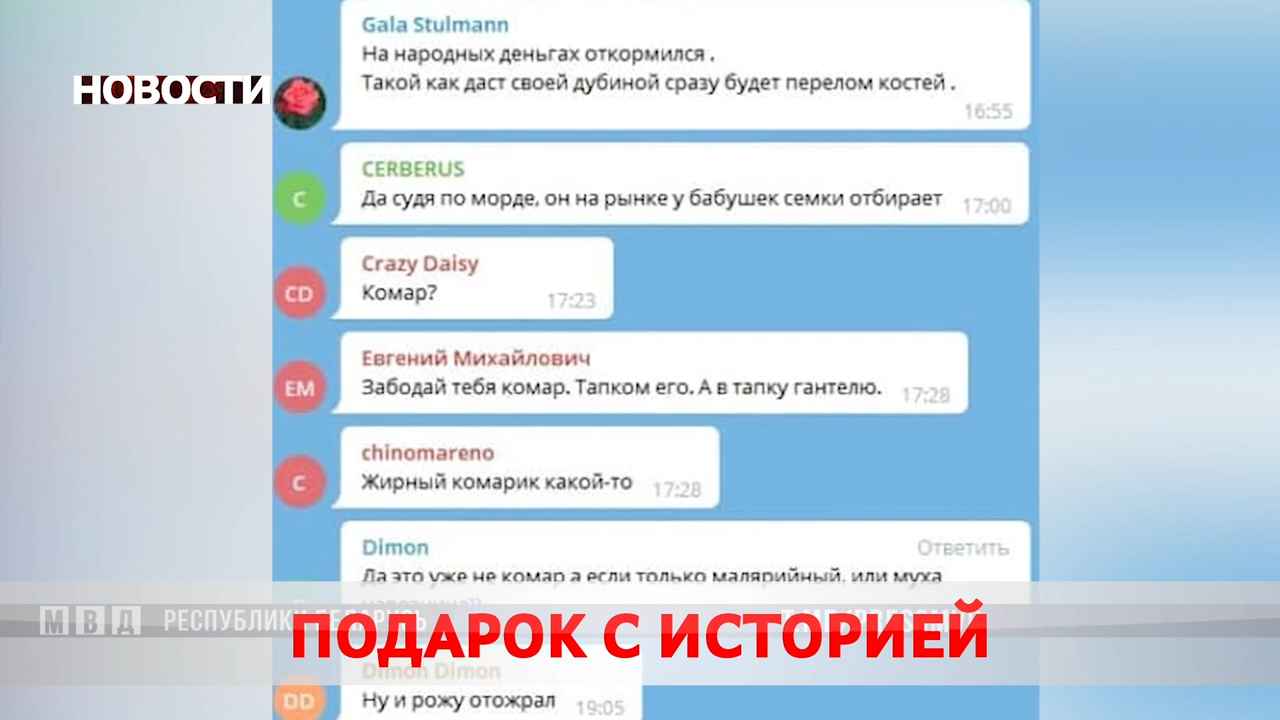 НОВОСТИ
Gala Stulmann
На народных деньгах откормился .
Такой как даст своей дубиной сразу будет перелом костей .
16:55
C
CERBERUS
Да судя по морде, он на рынке у бабушек семки отбирает
17:00
CD
Crazy Daisy
Комар?
17:23
EM
Евгений Михайлович
Забодай тебя комар. Тапком его. А в тапку гантелю.
17:28
C
chinomareno
Жирный комарик какой-то
17:28
Dimon
Ответить
Да это уже не комар а если только малярийный, или муха
МВД РЕСПУБЛИКИ БЕЛАРУСЬ
ПОДАРОК С ИСТОРИЕЙ
DD
Dimon Dimon
Ну и рожу отожрал
19:05